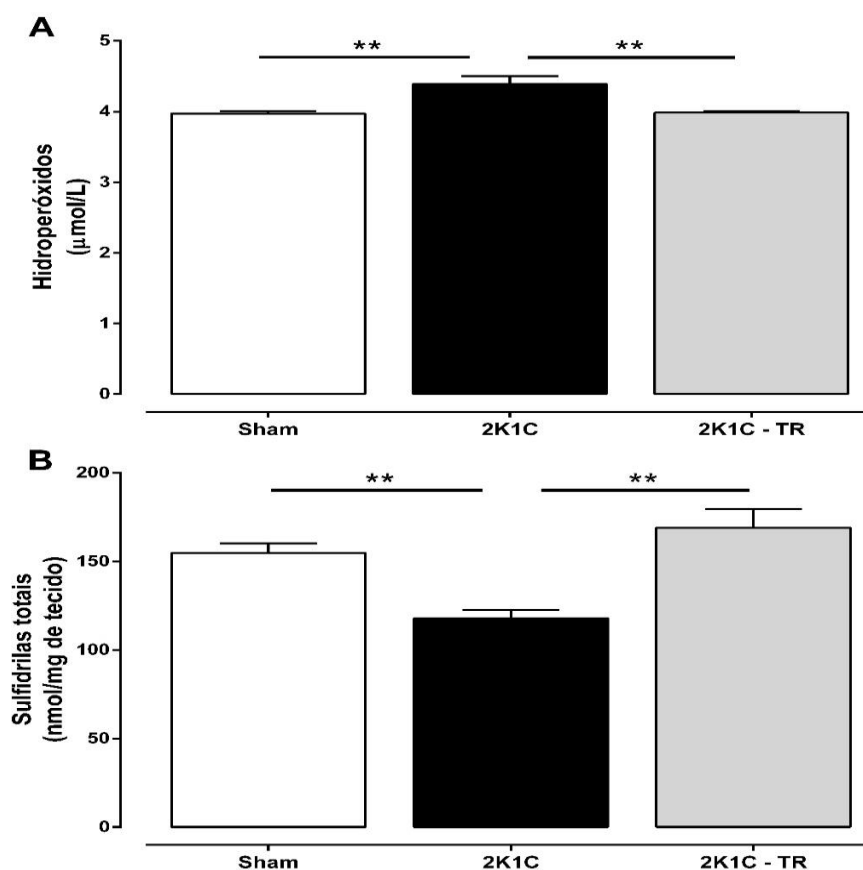 A
**
**
5
4
3
2
1
0
Hidroperóxidos
(µmol/L)
Sham
2K1C
2K1C - TR
B
**
**
200
150
100
50
0
Sulfidrilas totais
(nmol/mg de tecido)
Sham
2K1C
2K1C - TR